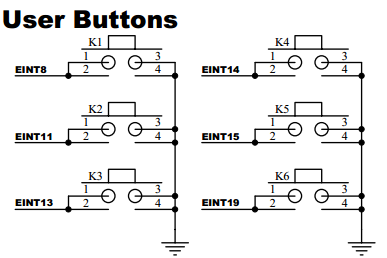 User Buttons
K1
1 3
EINT8 2 4
K4
1 3
EINT14 2 4
K2
1 3
EINT11 2 4
K5
1 3
EINT15 2 4
K3
1 3
EINT13 2 4
K6
1 3
EINT19 2 4